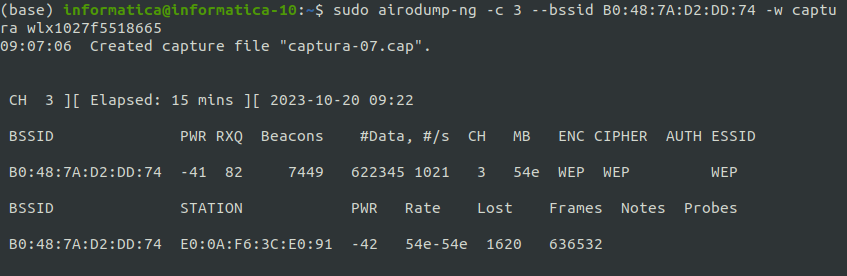 (base) informatica@informatica-10:~$ sudo airodump-ng -c 3 --bssid B0:48:7A:D2:DD:74 -w captu
ra wlx1027f5518665
09:07:06  Created capture file "captura-07.cap".
CH  3 ][ Elapsed: 15 mins ][ 2023-10-20 09:22
BSSID              PWR RXQ  Beacons    #Data, #/s  CH   MB   ENC CIPHER  AUTH ESSID
B0:48:7A:D2:DD:74  -41  82     7449   622345 1021   3   54e  WEP  WEP         WEP
BSSID              STATION            PWR   Rate    Lost    Frames  Notes  Probes
B0:48:7A:D2:DD:74  E0:0A:F6:3C:E0:91  -42   54e-54e  1620   636532